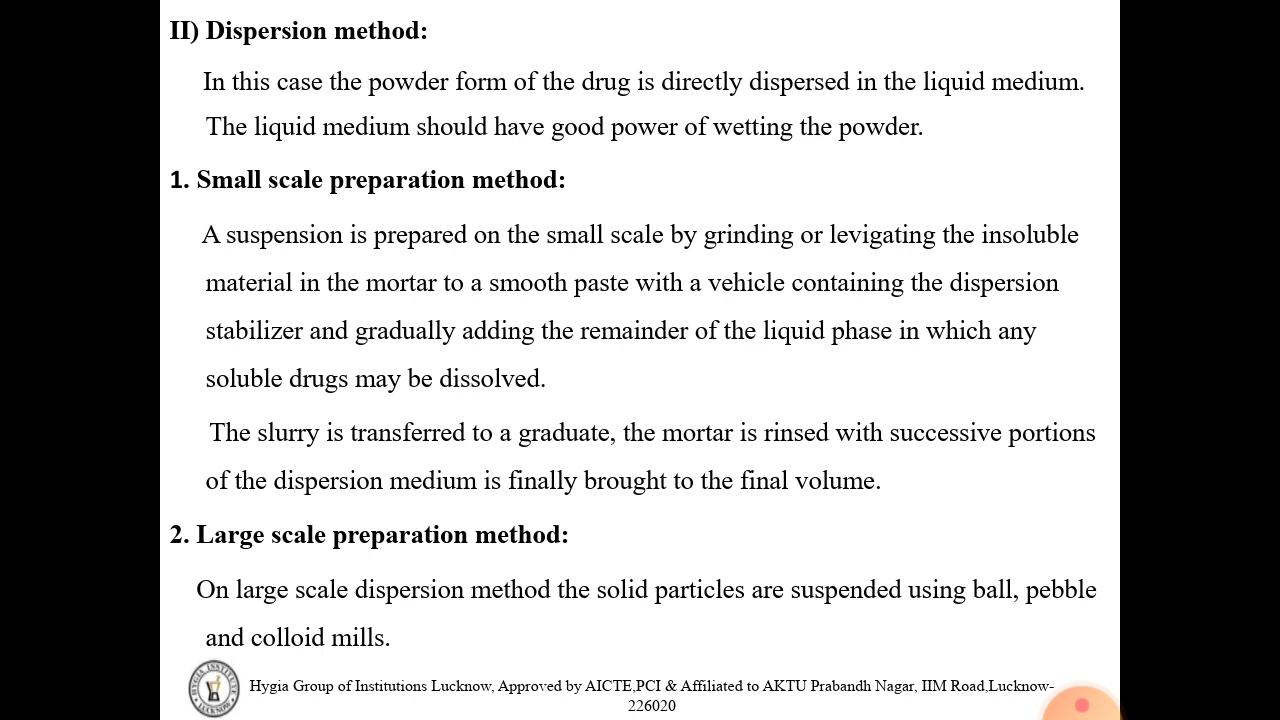 II) Dispersion method:
In this case the powder form of the drug is directly dispersed in the liquid medium.
The liquid medium should have good power of wetting the powder.
1. Small scale preparation method:
A suspension is prepared on the small scale by grinding or levigating the insoluble
material in the mortar to a smooth paste with a vehicle containing the dispersion
stabilizer and gradually adding the remainder of the liquid phase in which any
soluble drugs may be dissolved.
The slurry is transferred to a graduate, the mortar is rinsed with successive portions
of the dispersion medium is finally brought to the final volume.
2. Large scale preparation method:
On large scale dispersion method the solid particles are suspended using ball, pebble
and colloid mills.
HYGIA INSTITUTE
LUCKNOW
Hygia Group of Institutions Lucknow, Approved by AICTE,PCI & Affiliated to AKTU Prabandh Nagar, IIM Road,Lucknow-
226020